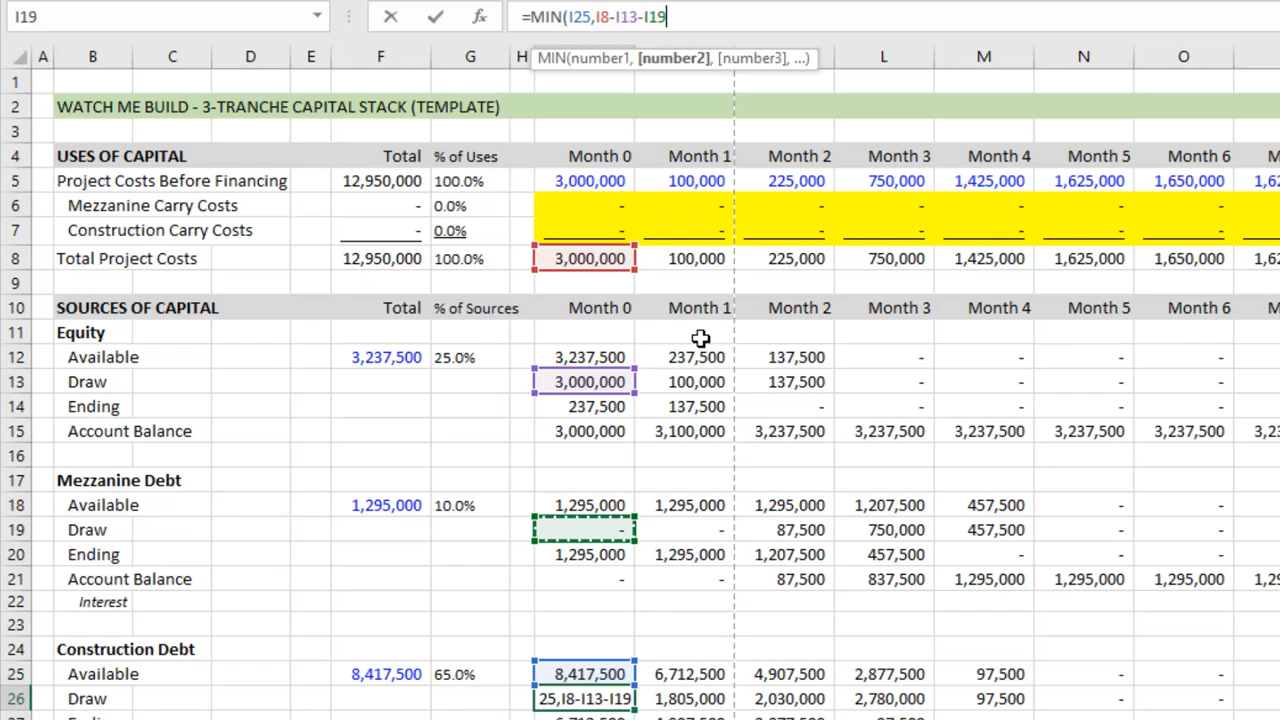 I19 =MIN(I25,I8-I13-I19
MIN(number1, [number2], [number3], ...)
A B C D E F G H L M N O
1
2 WATCH ME BUILD - 3-TRANCHE CAPITAL STACK (TEMPLATE)
3
4 USES OF CAPITAL Total % of Uses Month 0 Month 1 Month 2 Month 3 Month 4 Month 5 Month 6 M
5 Project Costs Before Financing 12,950,000 100.0% 3,000,000 100,000 225,000 750,000 1,425,000 1,625,000 1,650,000 1,62
6 Mezzanine Carry Costs - 0.0% - - - - - - -
7 Construction Carry Costs - 0.0% - - - - - - -
8 Total Project Costs 12,950,000 100.0% 3,000,000 100,000 225,000 750,000 1,425,000 1,625,000 1,650,000 1,62
9
10 SOURCES OF CAPITAL Total % of Sources Month 0 Month 1 Month 2 Month 3 Month 4 Month 5 Month 6 M
11 Equity
12 Available 3,237,500 25.0% 3,237,500 237,500 137,500 - - - -
13 Draw 3,000,000 100,000 137,500 - - - -
14 Ending 237,500 137,500 - - - - -
15 Account Balance 3,000,000 3,100,000 3,237,500 3,237,500 3,237,500 3,237,500 3,237,500 3,23
16
17 Mezzanine Debt
18 Available 1,295,000 10.0% 1,295,000 1,295,000 1,295,000 1,207,500 457,500 - -
19 Draw - - 87,500 750,000 457,500 - -
20 Ending 1,295,000 1,295,000 1,207,500 457,500 - - -
21 Account Balance - - 87,500 837,500 1,295,000 1,295,000 1,295,000 1,29
22 Interest
23
24 Construction Debt
25 Available 8,417,500 65.0% 8,417,500 6,712,500 4,907,500 2,877,500 97,500 - -
26 Draw 25,I8-I13-I19 1,805,000 2,030,000 2,780,000 97,500 - -